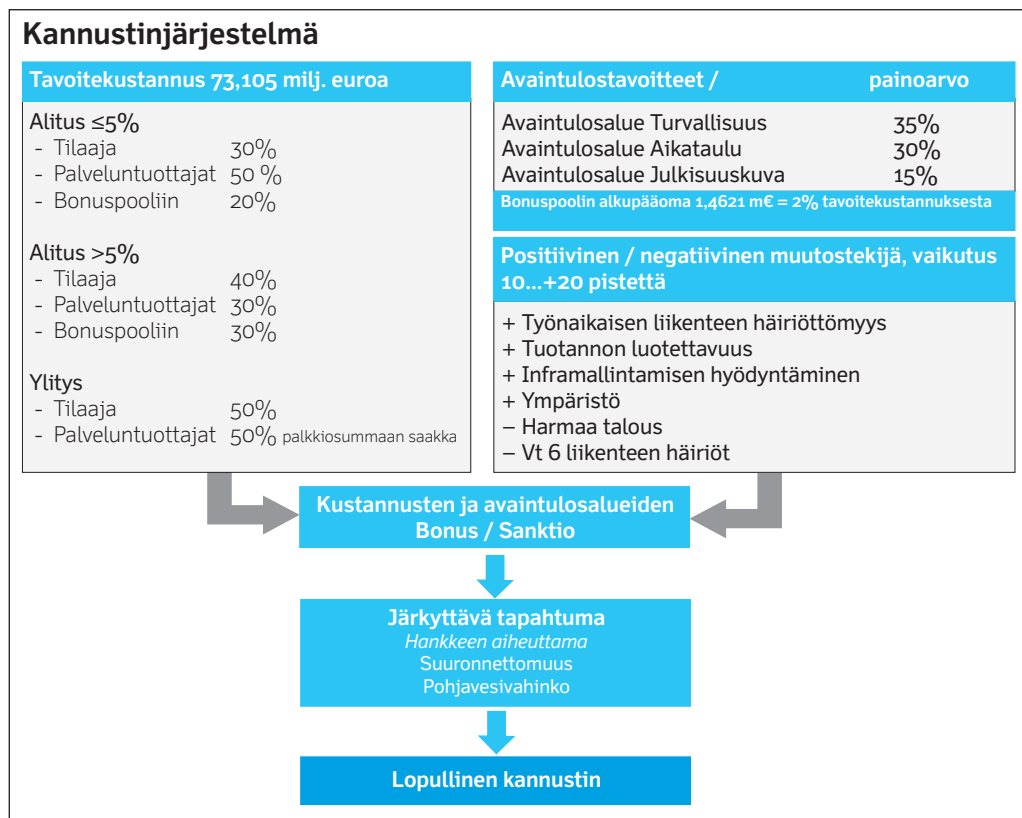 Kannustinjärjestelmä
Tavoitekustannus 73,105 milj. euroa
Alitus ≤5%
- Tilaaja 30%
- Palveluntuottajat 50 %
- Bonuspooliin 20%
Alitus >5%
- Tilaaja 40%
- Palveluntuottajat 30%
- Bonuspooliin 30%
Ylitys
- Tilaaja 50%
- Palveluntuottajat 50% palkkiosummaan saakka
Avaintulostavoitteet / painoarvo
Avaintulosalue Turvallisuus 35%
Avaintulosalue Aikataulu 30%
Avaintulosalue Julkisuuskuva 15%
Bonuspoolin alkupääoma 1,4621 m€ = 2% tavoitekustannuksesta
Positiivinen / negatiivinen muutostekijä, vaikutus
10...+20 pistettä
+ Työnaikaisen liikenteen häiriöttömyys
+ Tuotannon luotettavuus
+ Inframallintamisen hyödyntäminen
+ Ympäristö
– Harmaa talous
– Vt 6 liikenteen häiriöt
Kustannusten ja avaintulosalueiden
Bonus / Sanktio
Järkyttävä tapahtuma
Hankkeen aiheuttama
Suuronnettomuus
Pohjavesivahinko
Lopullinen kannustin